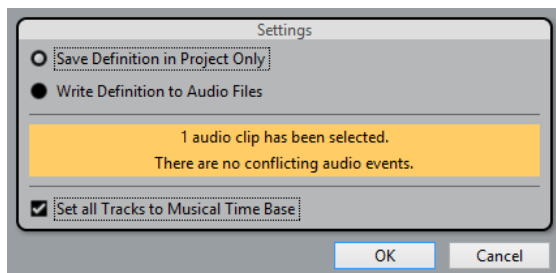 Settings
Save Definition in Project Only
Write Definition to Audio Files
1 audio clip has been selected.
There are no conflicting audio events.
Set all Tracks to Musical Time Base
OK Cancel